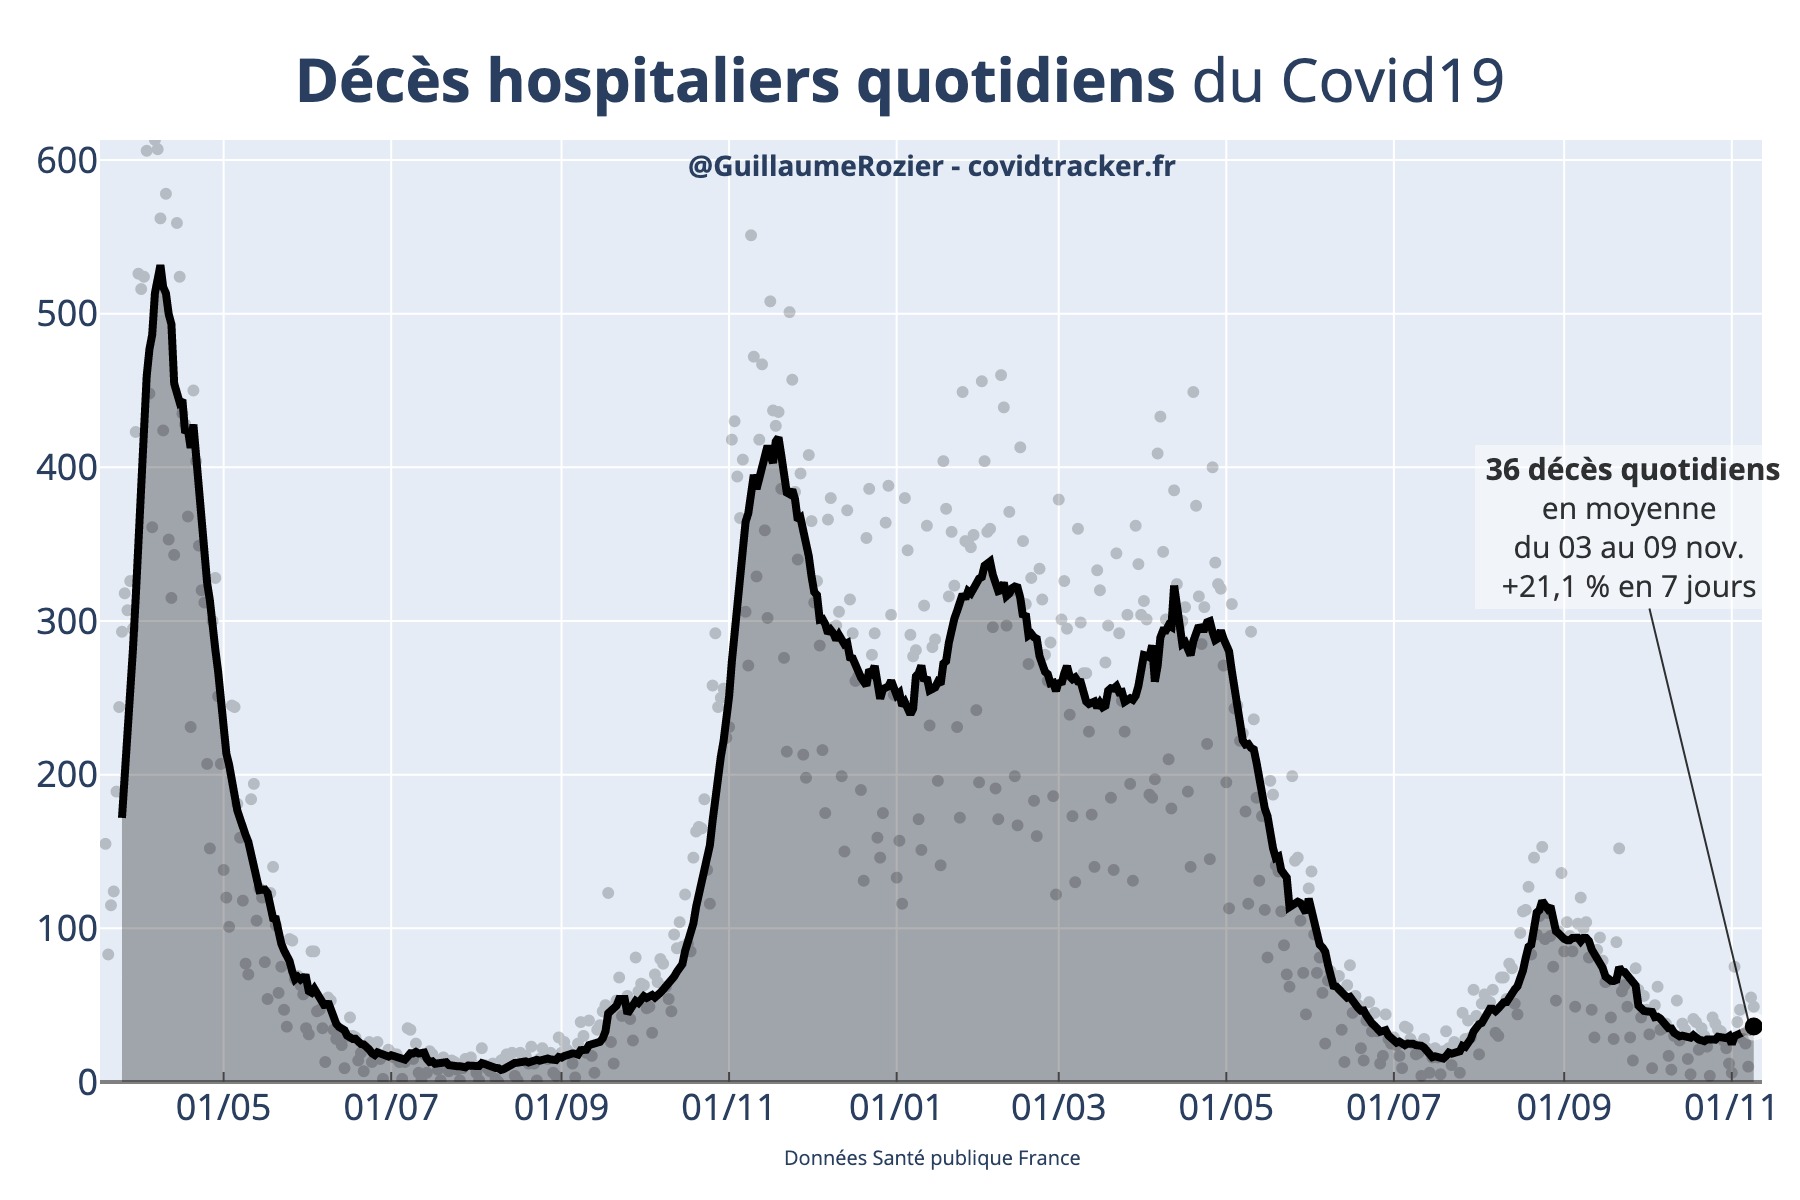 Décès hospitaliers quotidiens du Covid19
@GuillaumeRozier - covidtracker.fr
600
500
400
300
200
100
0
36 décès quotidiens
en moyenne
du 03 au 09 nov.
+21,1 % en 7 jours
01/05 01/07 01/09 01/11 01/01 01/03 01/05 01/07 01/09 01/11
Données Santé publique France